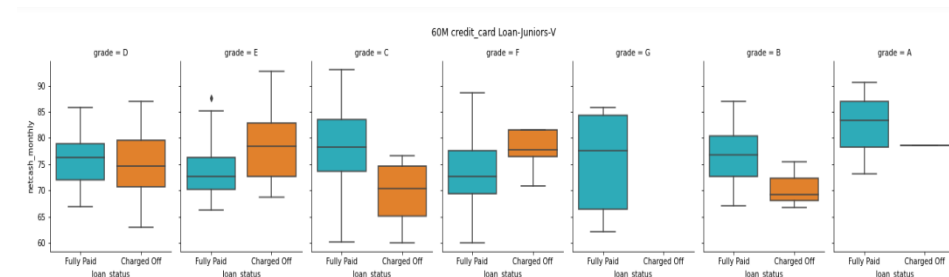 60M credit_card Loan-Juniors-V
grade = D
grade = E
grade = C
grade = F
grade = G
grade = B
grade = A
netcash_monthly
90
85
80
75
70
65
60
Fully Paid Charged Off
Fully Paid Charged Off
Fully Paid Charged Off
Fully Paid Charged Off
Fully Paid Charged Off
Fully Paid Charged Off
Fully Paid Charged Off
loan_status
loan_status
loan_status
loan_status
loan_status
loan_status
loan_status